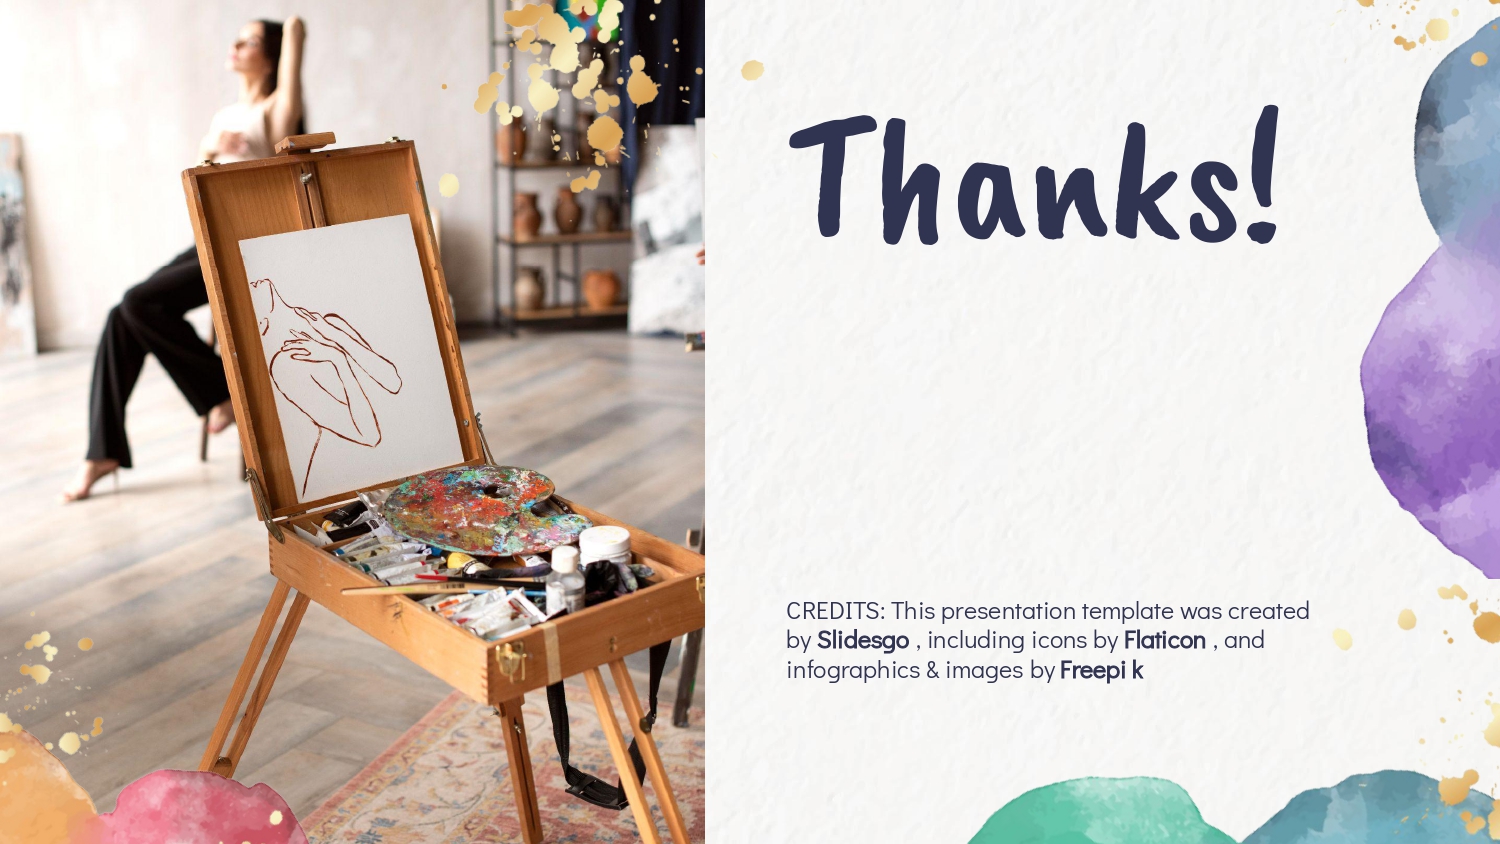 Thanks!
CREDITS: This presentation template was created
by Slidesgo , including icons by Flaticon , and
infographics & images by Freepi k